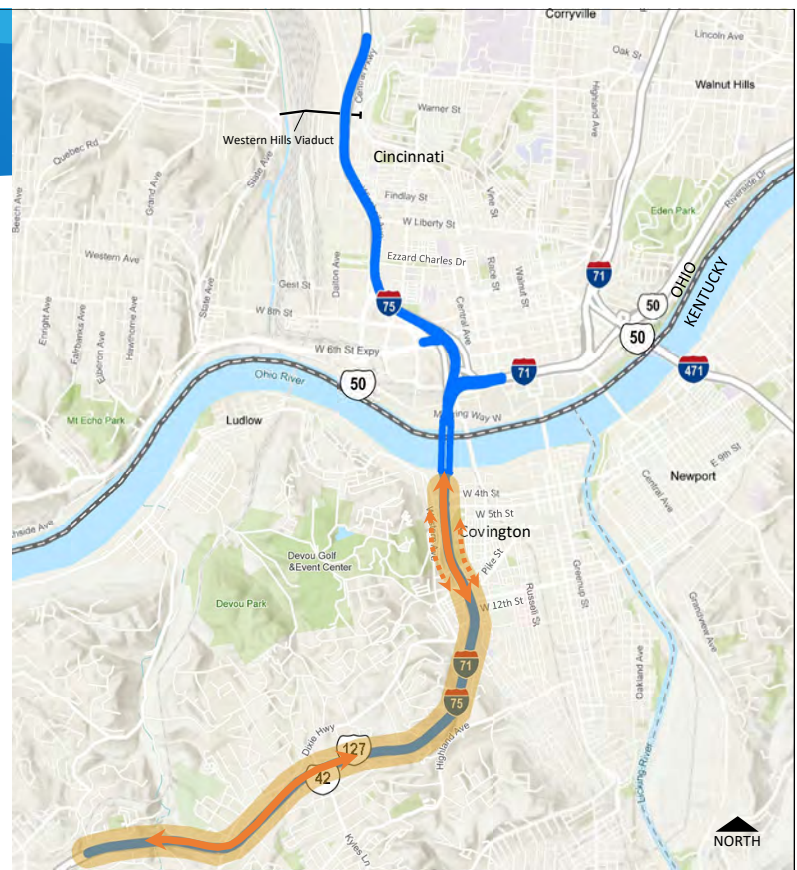 Corryville
Lincoln Ave
Oak St
Highland Ave
Walnut Hills
Central Pkwy
Warner St
Western Hills Viaduct
Cincinnati
Quebec Rd
State Ave
Grand Ave
Beech Ave
Findlay St
Vine St
W Liberty St
Eden Park
Riverside Dr
Western Ave
Dalton Ave
Ezzard Charles Dr
Race St
Walnut St
Gest St
State Ave
71
OHIO
KENTUCKY
75
50
W 8th St
Central Ave
Enright Ave
Fairbanks Ave
Elberon Ave
Hawthorne Ave
50
W 6th St Expy
71
471
Ohio River
50
Mt Echo Park
Ludlow
E 9th St
Newport
Central Ave
W 4th St
W 5th St
Covington
Devou Golf
&Event Center
Pike St
Devou Park
W 12th St
Russell St
Greenup St
Grandview Ave
Oakland Ave
71
75
Dixie Hwy
127
42
Highland Ave
Licking River
Kyles Ln
NORTH